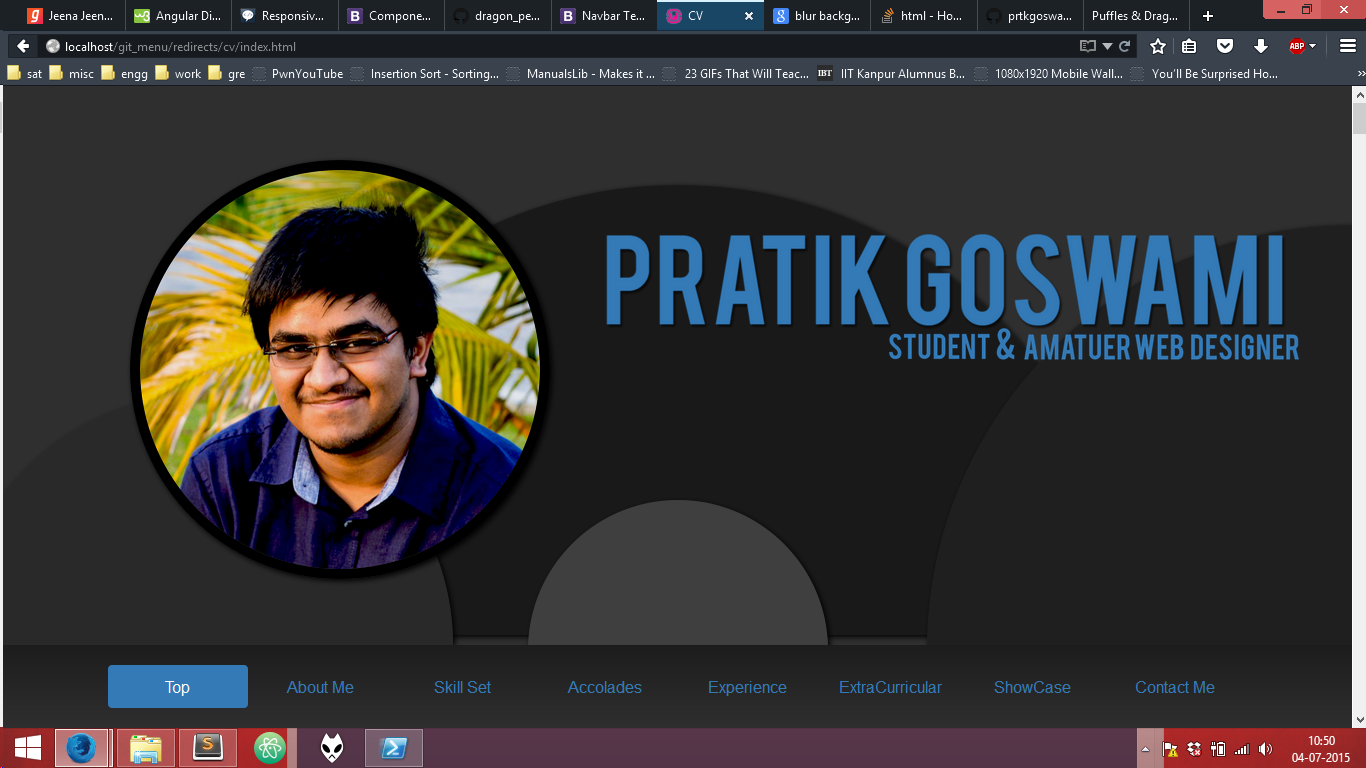 Jeena Jeen... Angular Di... Responsiv... Compone... dragon_pe... Navbar Te... CV blur backg... html - Ho... prtkgoswa... Puffles & Drag...
localhost/git_menu/redirects/cv/index.html
ABP
sat misc engg work gre PwnYouTube Insertion Sort - Sorting... ManualsLib - Makes it ... 23 GIFs That Will Teac... IBT IIT Kanpur Alumnus B... 1080x1920 Mobile Wall... You'll Be Surprised Ho...
PRATIK GOSWAMI
STUDENT & AMATUER WEB DESIGNER
Top About Me Skill Set Accolades Experience ExtraCurricular ShowCase Contact Me
10:50
04-07-2015